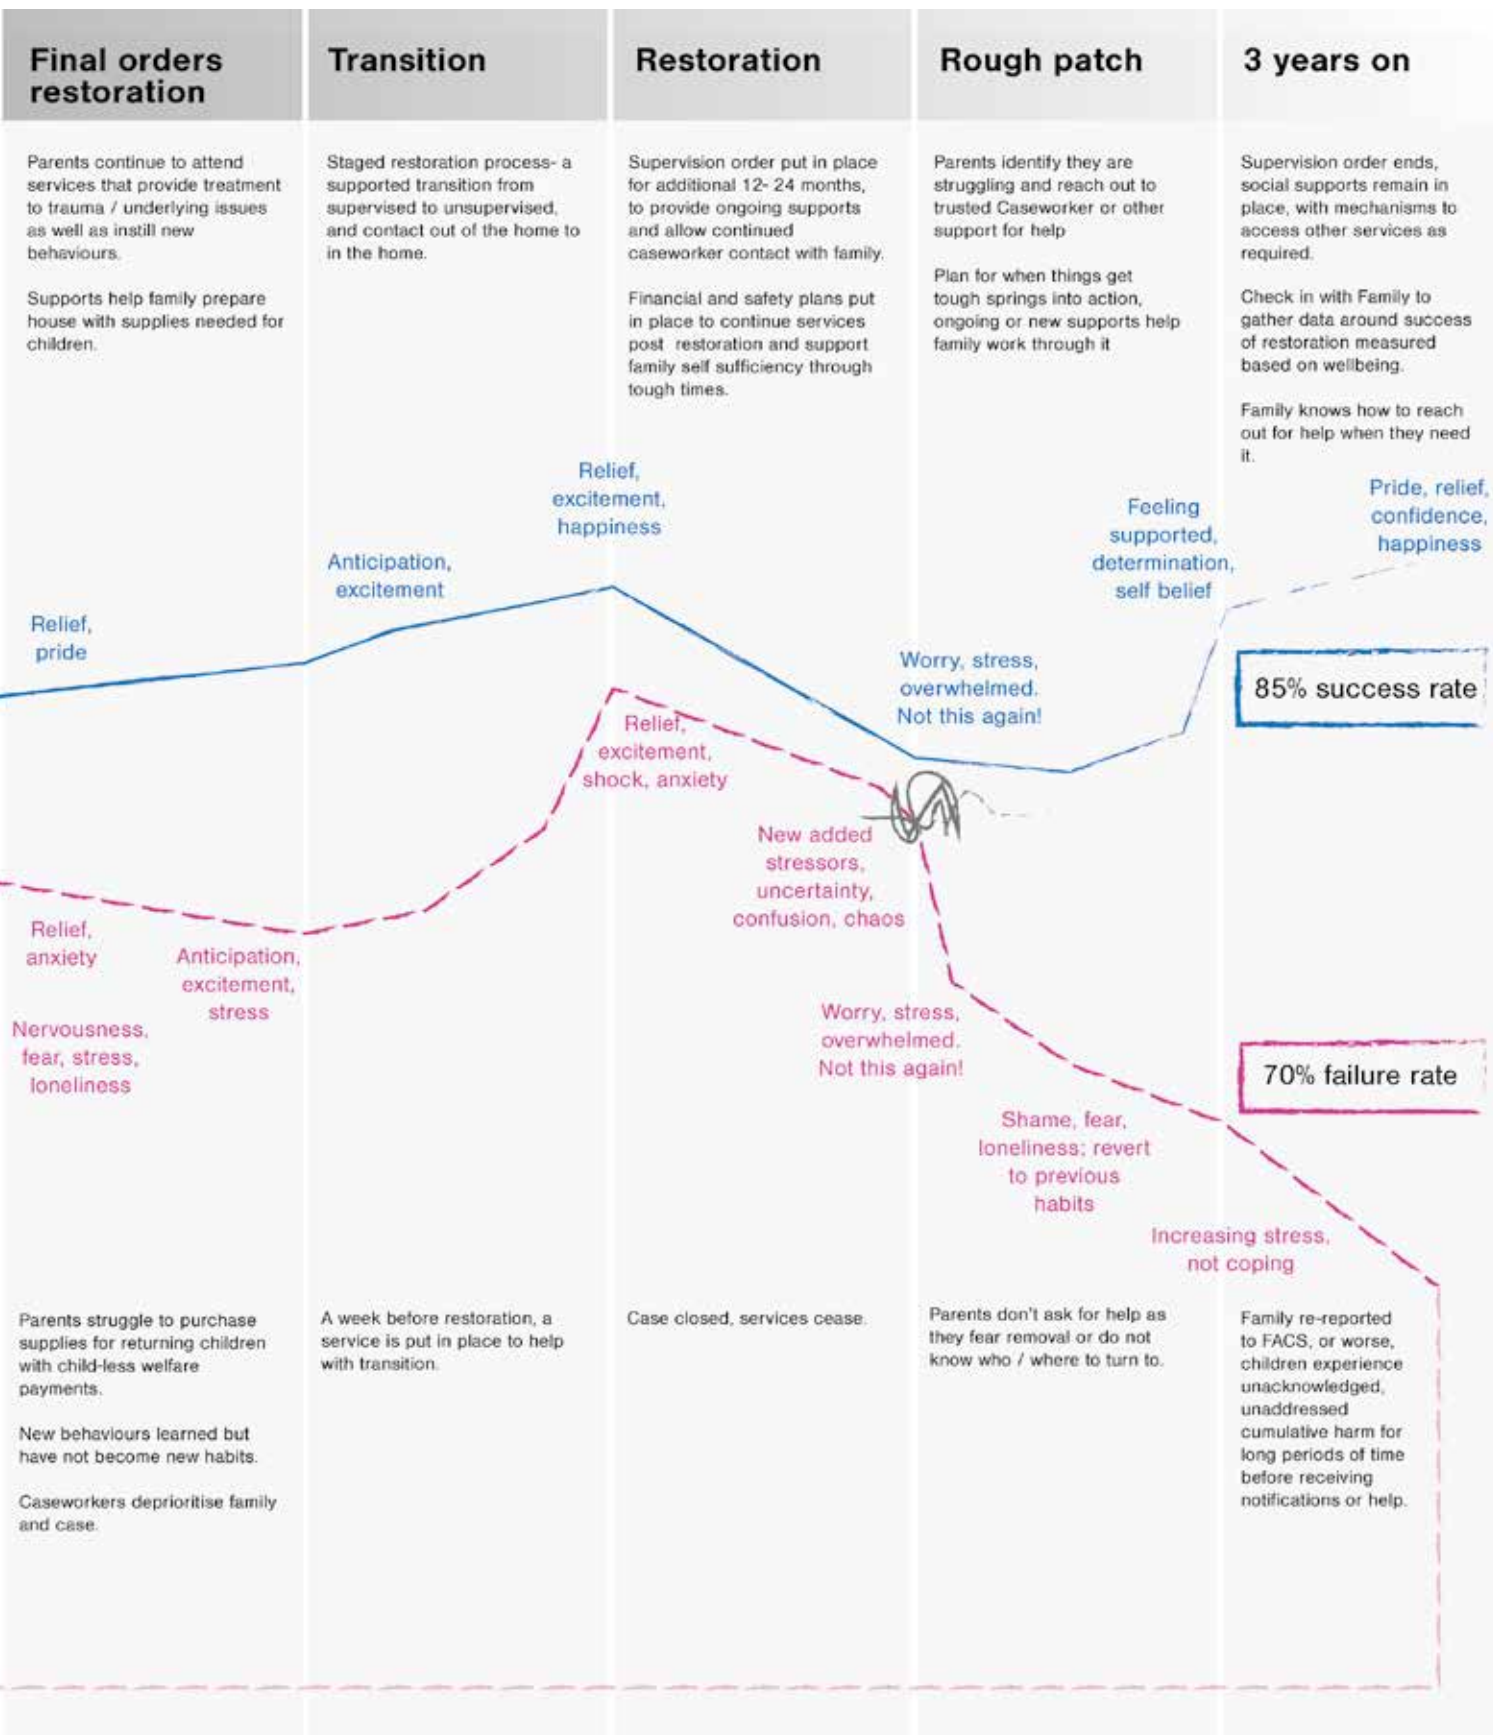 Final orders
restoration
Transition
Restoration
Rough patch
3 years on
Parents continue to attend
services that provide treatment
to trauma / underlying issues
as well as instill new
behaviours.
Supports help family prepare
house with supplies needed for
children.
Staged restoration process- a
supported transition from
supervised to unsupervised,
and contact out of the home to
in the home.
Supervision order put in place
for additional 12- 24 months,
to provide ongoing supports
and allow continued
caseworker contact with family.
Financial and safety plans put
in place to continue services
post restoration and support
family self sufficiency through
tough times.
Parents identify they are
struggling and reach out to
trusted Caseworker or other
support for help
Plan for when things get
tough springs into action,
ongoing or new supports help
family work through it
Supervision order ends,
social supports remain in
place, with mechanisms to
access other services as
required.
Check in with Family to
gather data around success
of restoration measured
based on wellbeing.
Family knows how to reach
out for help when they need
it.
Relief,
pride
Anticipation,
excitement
Relief,
excitement,
happiness
Worry, stress,
overwhelmed.
Not this again!
Feeling
supported,
determination,
self belief
Pride, relief,
confidence,
happiness
85% success rate
Relief,
anxiety
Nervousness,
fear, stress,
loneliness
Anticipation,
excitement,
stress
Relief,
excitement,
shock, anxiety
New added
stressors,
uncertainty,
confusion, chaos
Worry, stress,
overwhelmed.
Not this again!
Shame, fear,
loneliness; revert
to previous
habits
Increasing stress,
not coping
70% failure rate
Parents struggle to purchase
supplies for returning children
with child-less welfare
payments.
New behaviours learned but
have not become new habits.
Caseworkers deprioritise family
and case.
A week before restoration, a
service is put in place to help
with transition.
Case closed, services cease.
Parents don't ask for help as
they fear removal or do not
know who / where to turn to.
Family re-reported
to FACS, or worse,
children experience
unacknowledged,
unaddressed
cumulative harm for
long periods of time
before receiving
notifications or help.